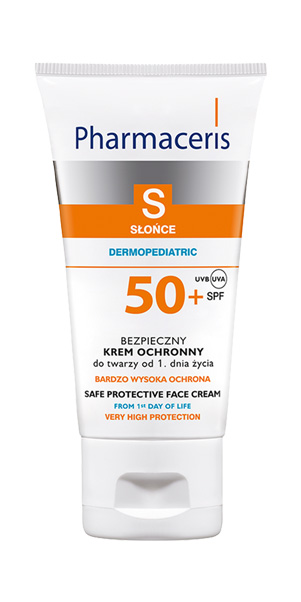 Pharmaceris
S
SŁOŃCE
DERMOPEDIATRIC
UVB UVA
50+ SPF
BEZPIECZNY
KREM OCHRONNY
do twarzy od 1. dnia życia
BARDZO WYSOKA OCHRONA
SAFE PROTECTIVE FACE CREAM
FROM 1st DAY OF LIFE
VERY HIGH PROTECTION